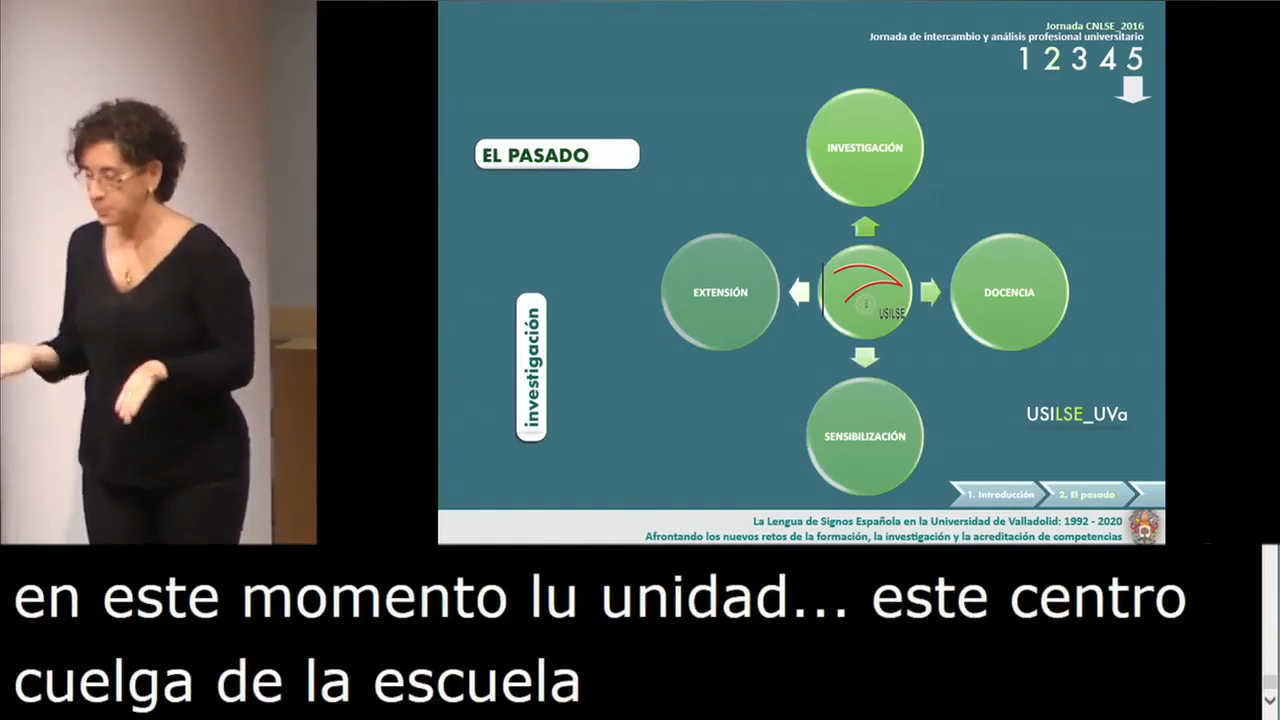 Jornada CNLSE_2016
Jornada de intercambio y análisis profesional universitario
1 2 3 4 5
EL PASADO
INVESTIGACIÓN
EXTENSIÓN
USILSE
DOCENCIA
investigación
SENSIBILIZACIÓN
USILSE_UVa
1. Introducción
2. El pasado
La Lengua de Signos Española en la Universidad de Valladolid: 1992 - 2020
Afrontando los nuevos retos de la formación, la investigación y la acreditación de competencias
en este momento lu unidad... este centro
cuelga de la escuela